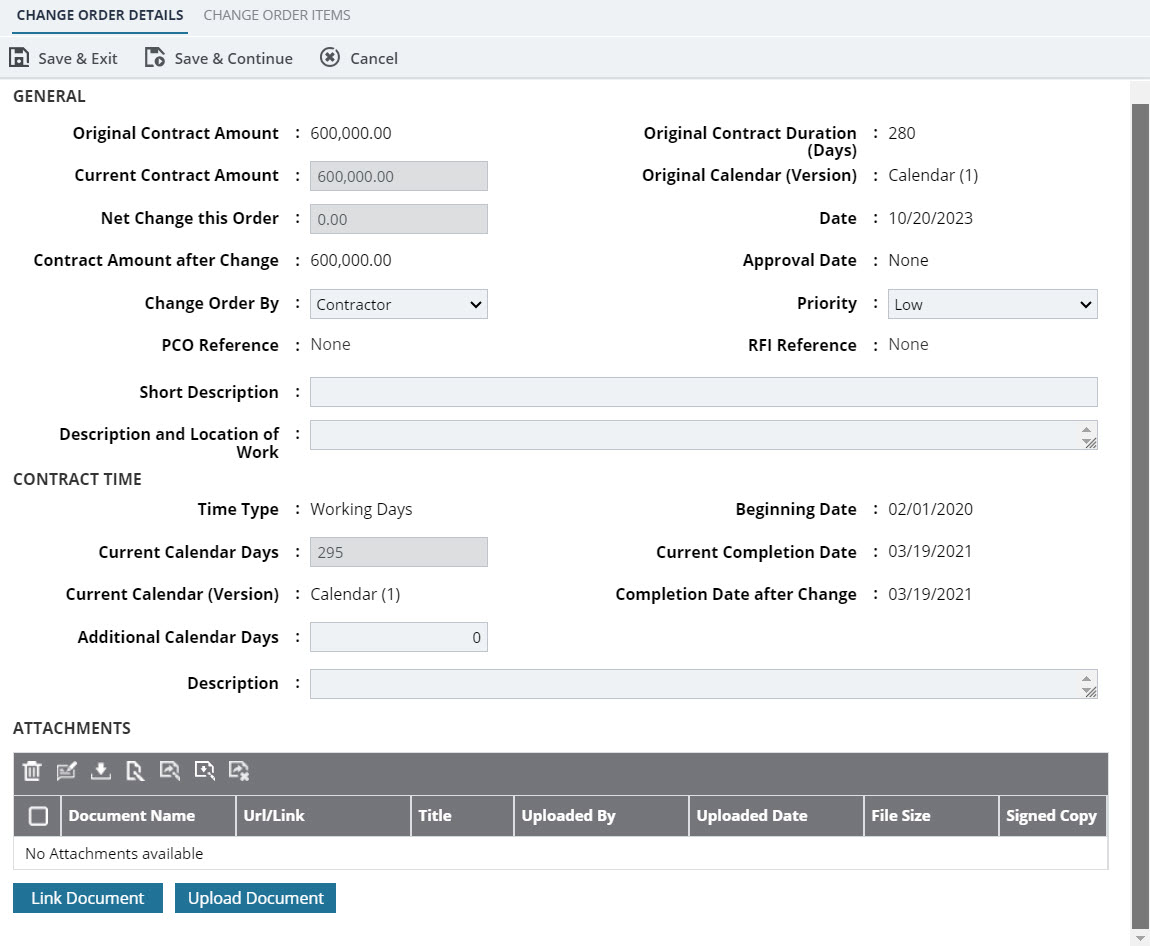 CHANGE ORDER DETAILS CHANGE ORDER ITEMS
Save & Exit Save & Continue Cancel
GENERAL
Original Contract Amount : 600,000.00 Original Contract Duration (Days) : 280
Current Contract Amount : 600,000.00 Original Calendar (Version) : Calendar (1)
Net Change this Order : 0.00 Date : 10/20/2023
Contract Amount after Change : 600,000.00 Approval Date : None
Change Order By : Contractor Priority : Low
PCO Reference : None RFI Reference : None
Short Description :
Description and Location of Work :
CONTRACT TIME
Time Type : Working Days Beginning Date : 02/01/2020
Current Calendar Days : 295 Current Completion Date : 03/19/2021
Current Calendar (Version) : Calendar (1) Completion Date after Change : 03/19/2021
Additional Calendar Days : 0
Description :
ATTACHMENTS
Document Name Url/Link Title Uploaded By Uploaded Date File Size Signed Copy
No Attachments available
Link Document Upload Document